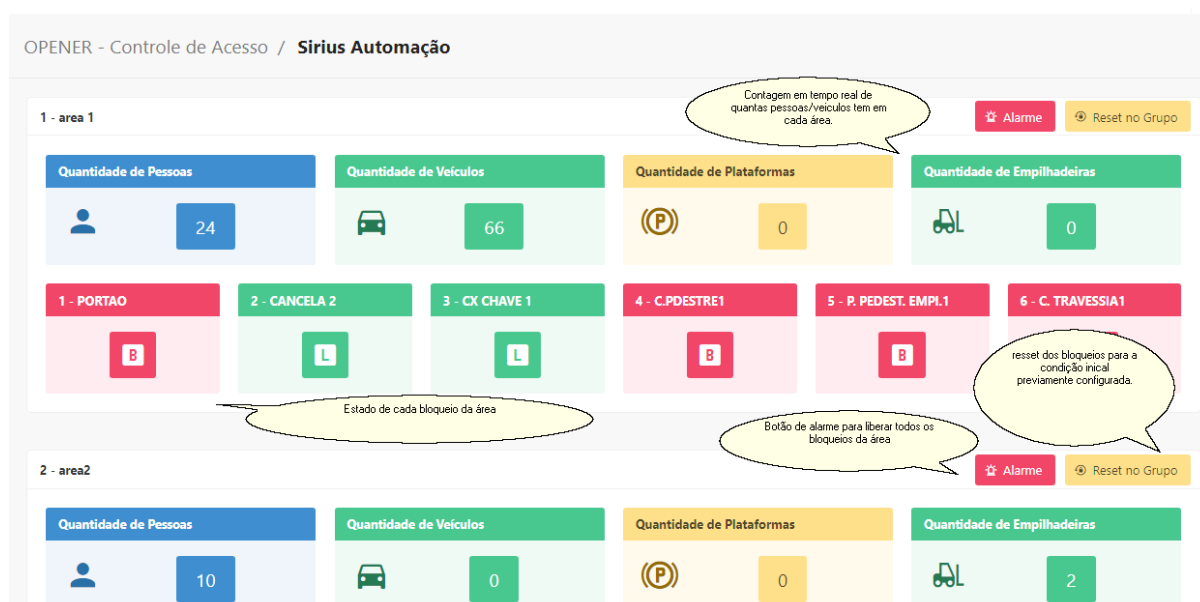 OPENER - Controle de Acesso / Sirius Automação
Contagem em tempo real de
quantas pessoas/veiculos tem em
cada área.
1 - area 1
Alarme
Reset no Grupo
Quantidade de Pessoas
Quantidade de Veículos
Quantidade de Plataformas
Quantidade de Empilhadeiras
24
66
P
0
0
1 - PORTAO
2 - CANCELA 2
3 - CX CHAVE 1
4 - C.PDESTRE1
5 - P. PEDEST. EMPI.1
6 - C. TRAVESSIA1
B
L
L
B
B
resset dos bloqueios para a
condição inical
previamente configurada.
Estado de cada bloqueio da área
Botão de alarme para liberar todos os
bloqueios da área
2 - area2
Alarme
Reset no Grupo
Quantidade de Pessoas
Quantidade de Veículos
Quantidade de Plataformas
Quantidade de Empilhadeiras
10
0
P
0
2